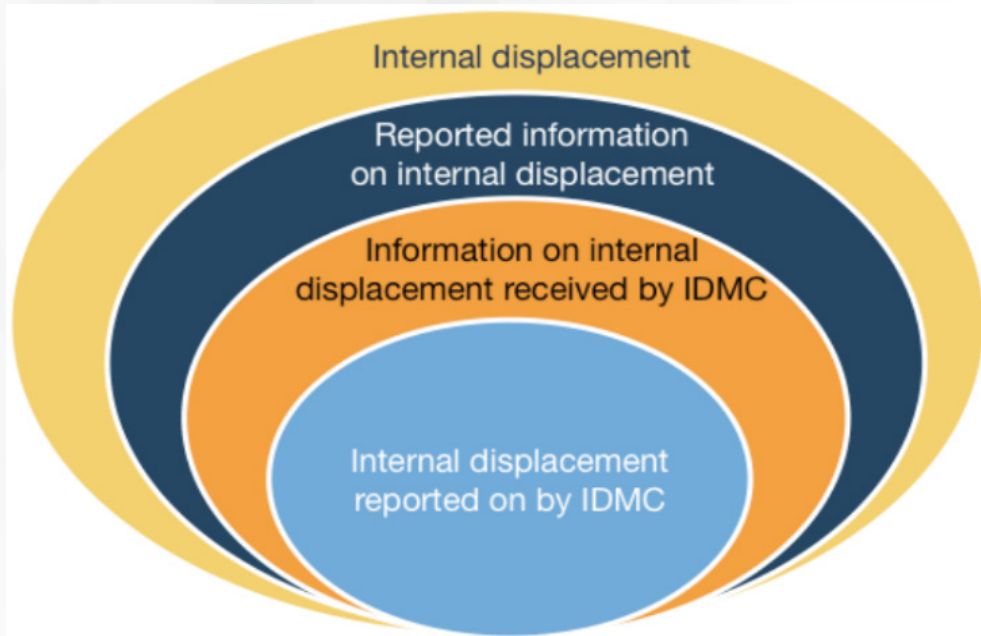 Internal displacement
Reported information
on internal displacement
Information on internal
displacement received by IDMC
Internal displacement
reported on by IDMC